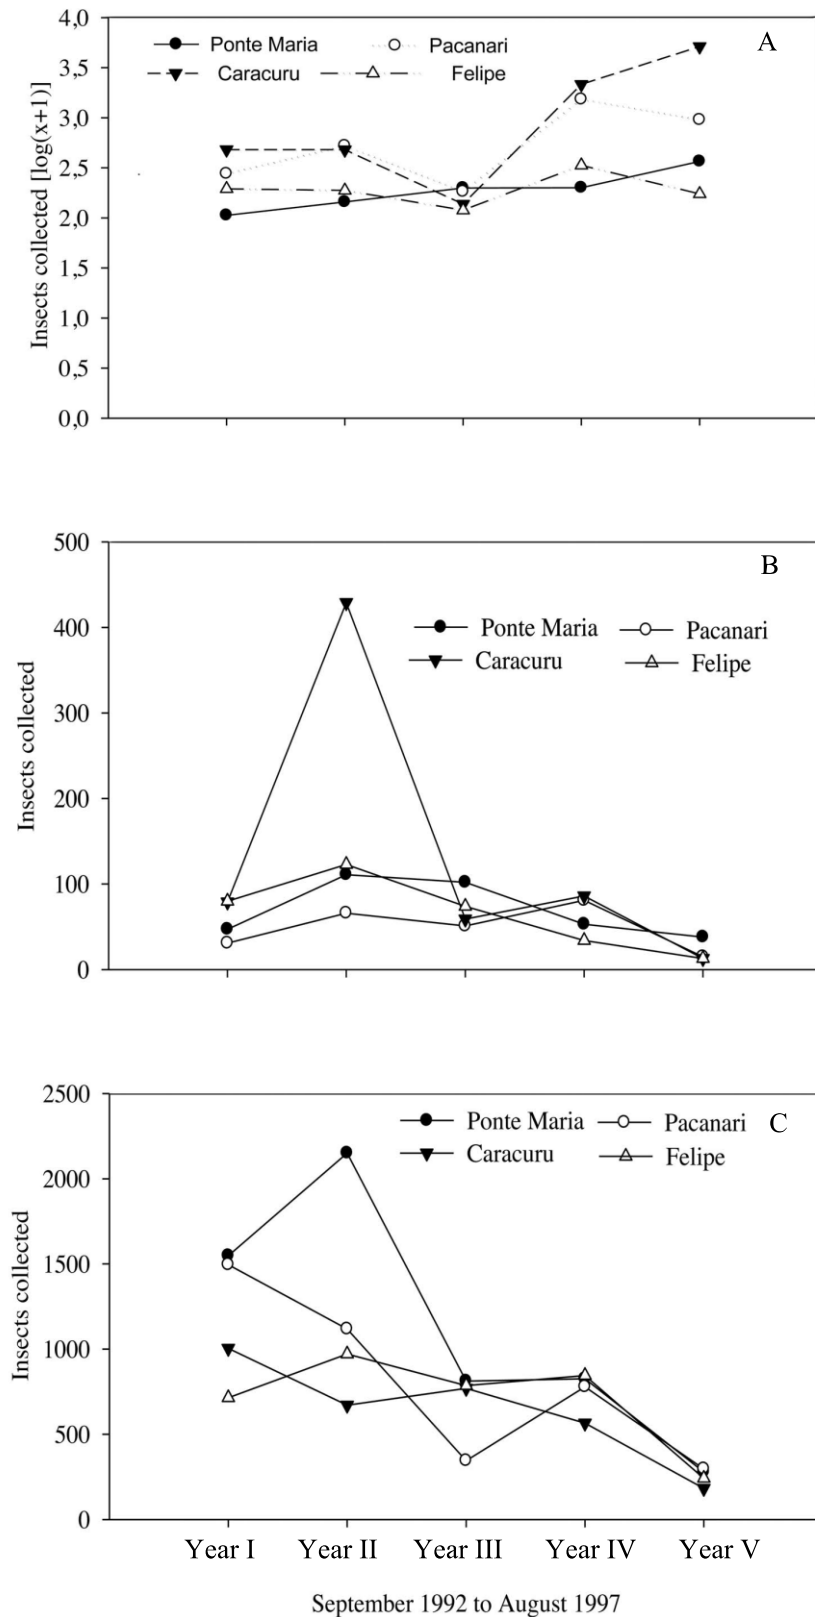 4,0
A
Ponte Maria Pacanari
Caracuru Felipe
3,5
3,0
2,5
2,0
1,5
1,0
0,5
0,0
Insects collected [log(x+1)]
500
B
Ponte Maria Pacanari
Caracuru Felipe
400
300
200
100
0
Insects collected
2500
Ponte Maria Pacanari C
Caracuru Felipe
2000
1500
1000
500
0
Insects collected
Year I Year II Year III Year IV Year V
September 1992 to August 1997